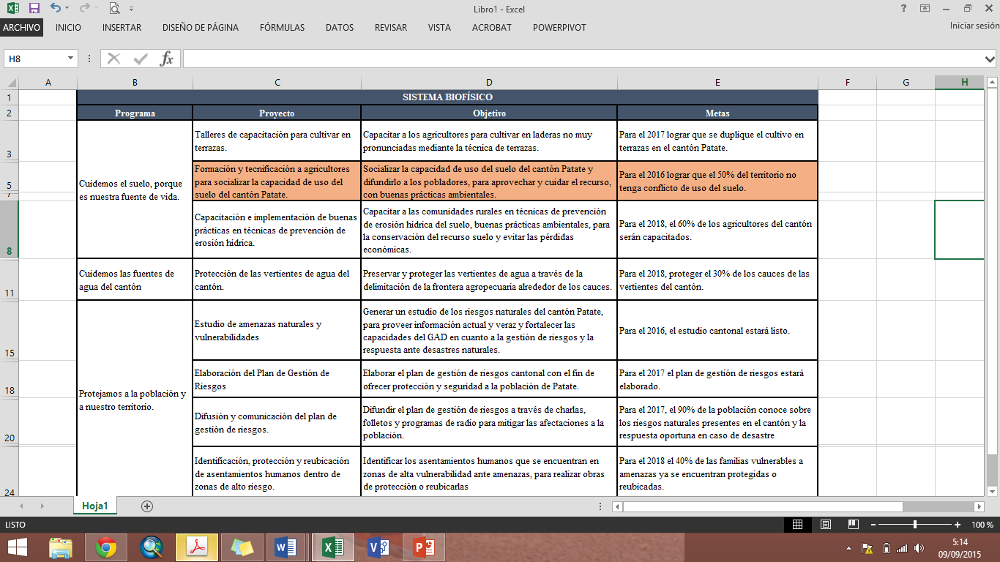 Libro1 - Excel
ARCHIVO INICIO INSERTAR DISEÑO DE PÁGINA FÓRMULAS DATOS REVISAR VISTA ACROBAT POWERPIVOT Iniciar sesión
H8 fx
A B C D E F G H
1 SISTEMA BIOFÍSICO
2 Programa Proyecto Objetivo Metas
3
Talleres de capacitación para cultivar en
terrazas.
Capacitar a los agricultores para cultivar en laderas no muy
pronunciadas mediante la técnica de terrazas.
Para el 2017 lograr que se duplique el cultivo en
terrazas en el cantón Patate.
Cuidemos el suelo, porque
es nuestra fuente de vida.
5
7
Formación y tecnificación a agricultores
para socializar la capacidad de uso del
suelo del cantón Patate.
Socializar la capacidad de uso del suelo del cantón Patate y
difundirlo a los pobladores, para aprovechar y cuidar el recurso,
con buenas prácticas ambientales.
Para el 2016 lograr que el 50% del territorio no
tenga conflicto de uso del suelo.
8
Capacitación e implementación de buenas
prácticas en técnicas de prevención de
erosión hídrica.
Capacitar a las comunidades rurales en técnicas de prevención
de erosión hídrica del suelo, buenas prácticas ambientales, para
la conservación del recurso suelo y evitar las pérdidas
económicas.
Para el 2018, el 60% de los agricultores del cantón
serán capacitados.
11
Cuidemos las fuentes de
agua del cantón
Protección de las vertientes de agua del
cantón.
Preservar y proteger las vertientes de agua a través de la
delimitación de la frontera agropecuaria alrededor de los cauces.
Para el 2018, proteger el 30% de los cauces de las
vertientes del cantón.
15
Estudio de amenazas naturales y
vulnerabilidades
Generar un estudio de los riesgos naturales del cantón Patate,
para proveer información actual y veraz y fortalecer las
capacidades del GAD en cuanto a la gestión de riesgos y la
respuesta ante desastres naturales.
Para el 2016, el estudio cantonal estará listo.
18
Protejamos a la población y
a nuestro territorio.
Elaboración del Plan de Gestión de
Riesgos
Elaborar el plan de gestión de riesgos cantonal con el fin de
ofrecer protección y seguridad a la población de Patate.
Para el 2017 el plan de gestión de riesgos estará
elaborado.
20
Difusión y comunicación del plan de
gestión de riesgos.
Difundir el plan de gestión de riesgos a través de charlas,
folletos y programas de radio para mitigar las afectaciones a la
población.
Para el 2017, el 90% de la población conoce sobre
los riesgos naturales presentes en el cantón y la
respuesta oportuna en caso de desastre
24
Identificación, protección y reubicación
de asentamientos humanos dentro de
zonas de alto riesgo.
Identificar los asentamientos humanos que se encuentran en
zonas de alta vulnerabilidad ante amenazas, para realizar obras
de protección o reubicarlas
Para el 2018 el 40% de las familias vulnerables a
amenazas ya se encuentran protegidas o
reubicadas.
Hoja1
LISTO 100 %
5:14
09/09/2015